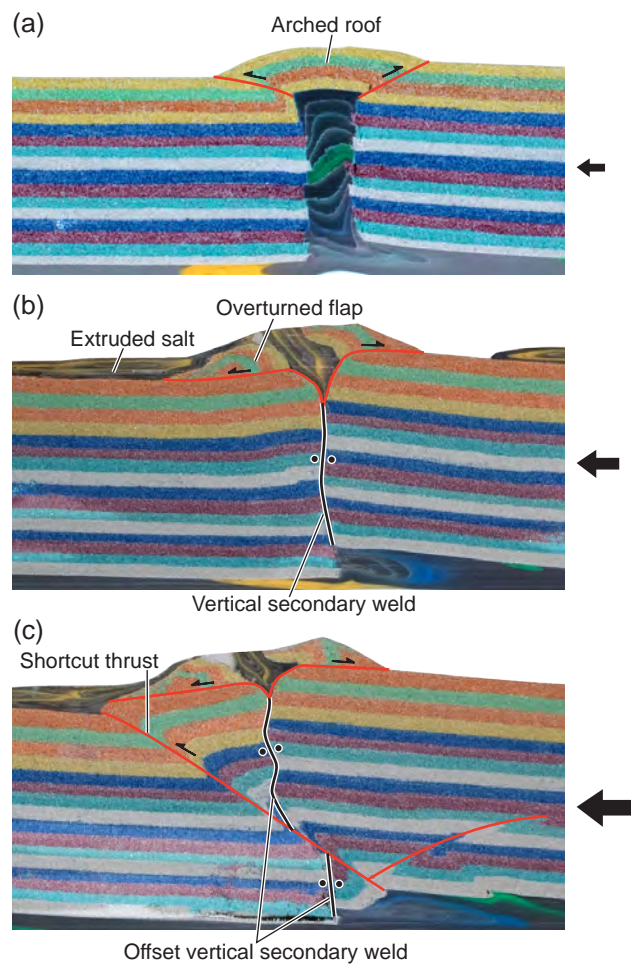 (a)
Arched roof
(b)
Overturned flap
Extruded salt
Vertical secondary weld
(c)
Shortcut thrust
Offset vertical secondary weld